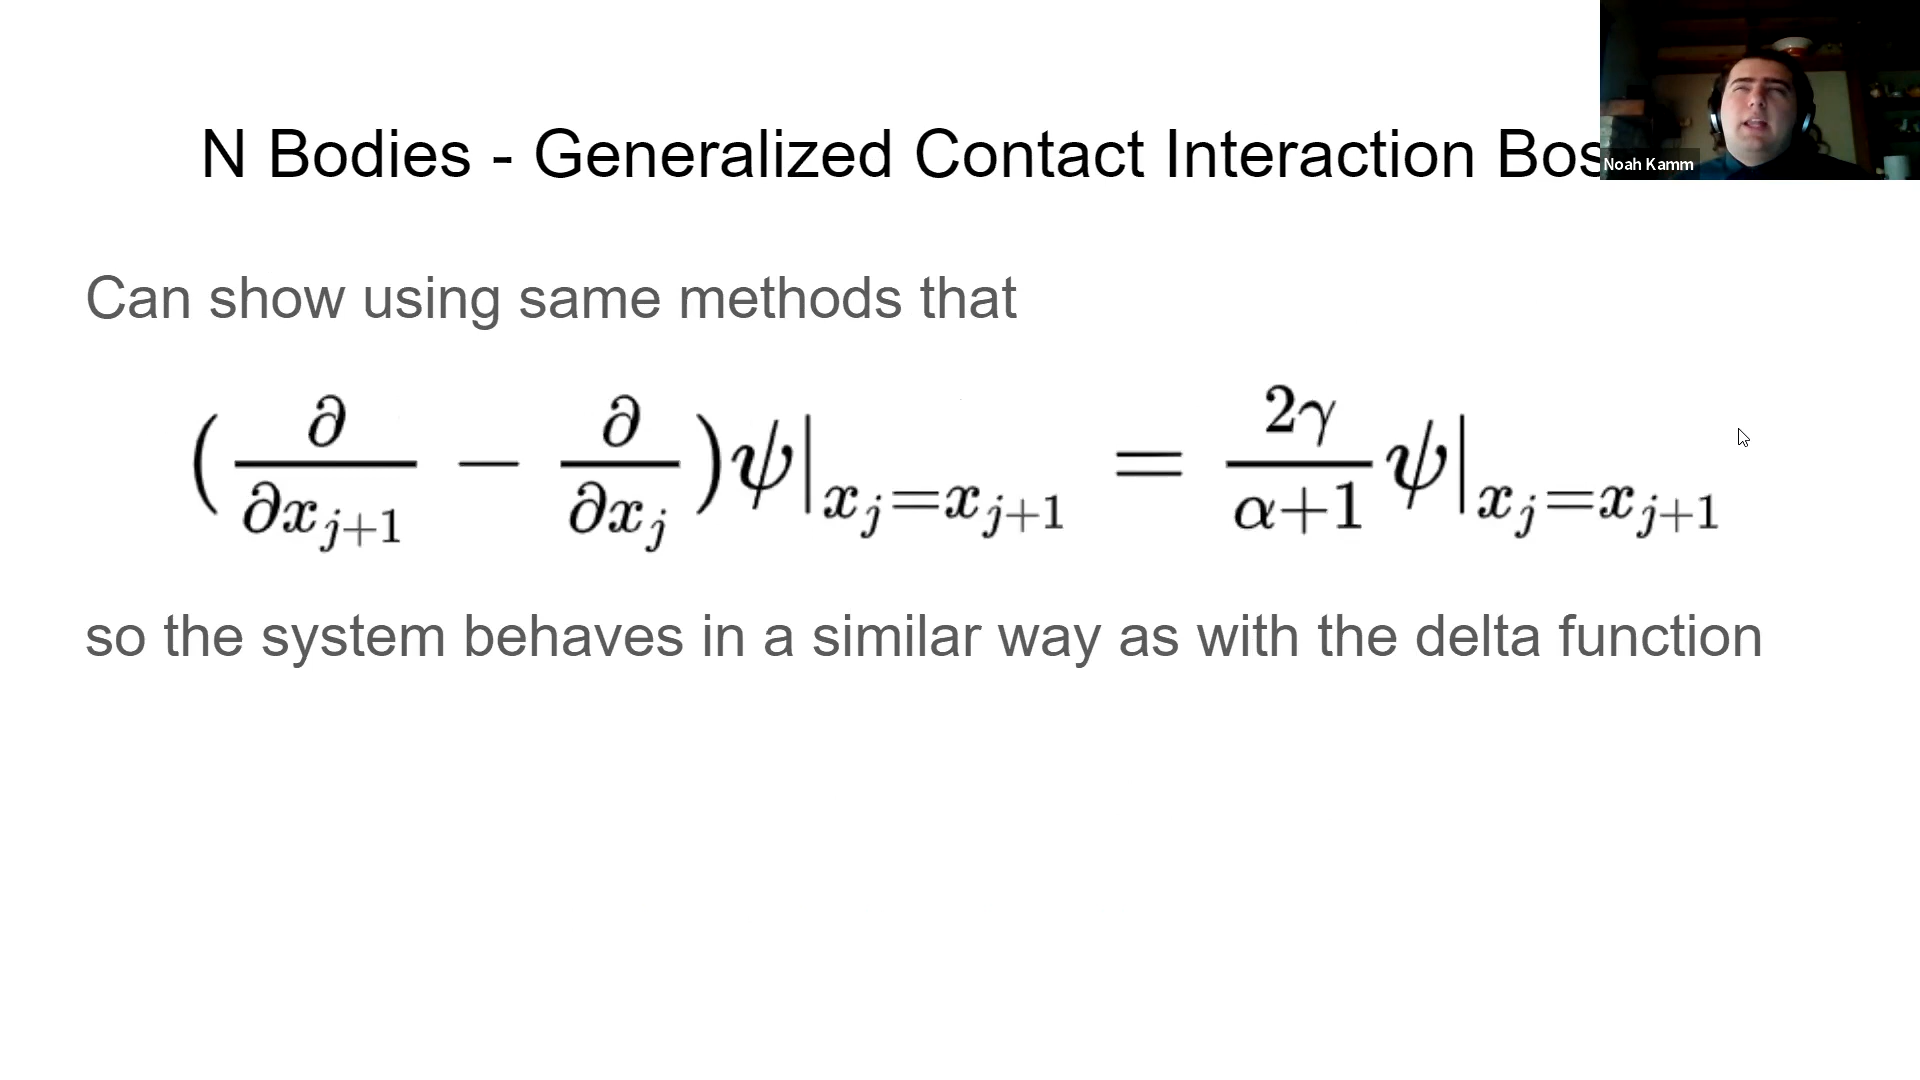 N Bodies - Generalized Contact Interaction Bos
Noah Kamm
Can show using same methods that
(∂/∂x_{j+1} − ∂/∂x_j)ψ|_{x_j=x_{j+1}} = 2γ/(α+1) ψ|_{x_j=x_{j+1}}
so the system behaves in a similar way as with the delta function